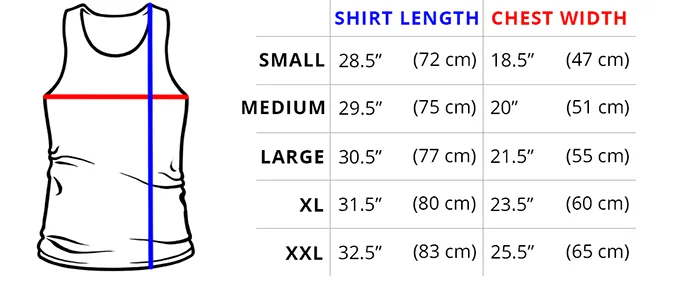 SHIRT LENGTH CHEST WIDTH
SMALL 28.5” (72 cm) 18.5” (47 cm)
MEDIUM 29.5” (75 cm) 20” (51 cm)
LARGE 30.5” (77 cm) 21.5” (55 cm)
XL 31.5” (80 cm) 23.5” (60 cm)
XXL 32.5” (83 cm) 25.5” (65 cm)